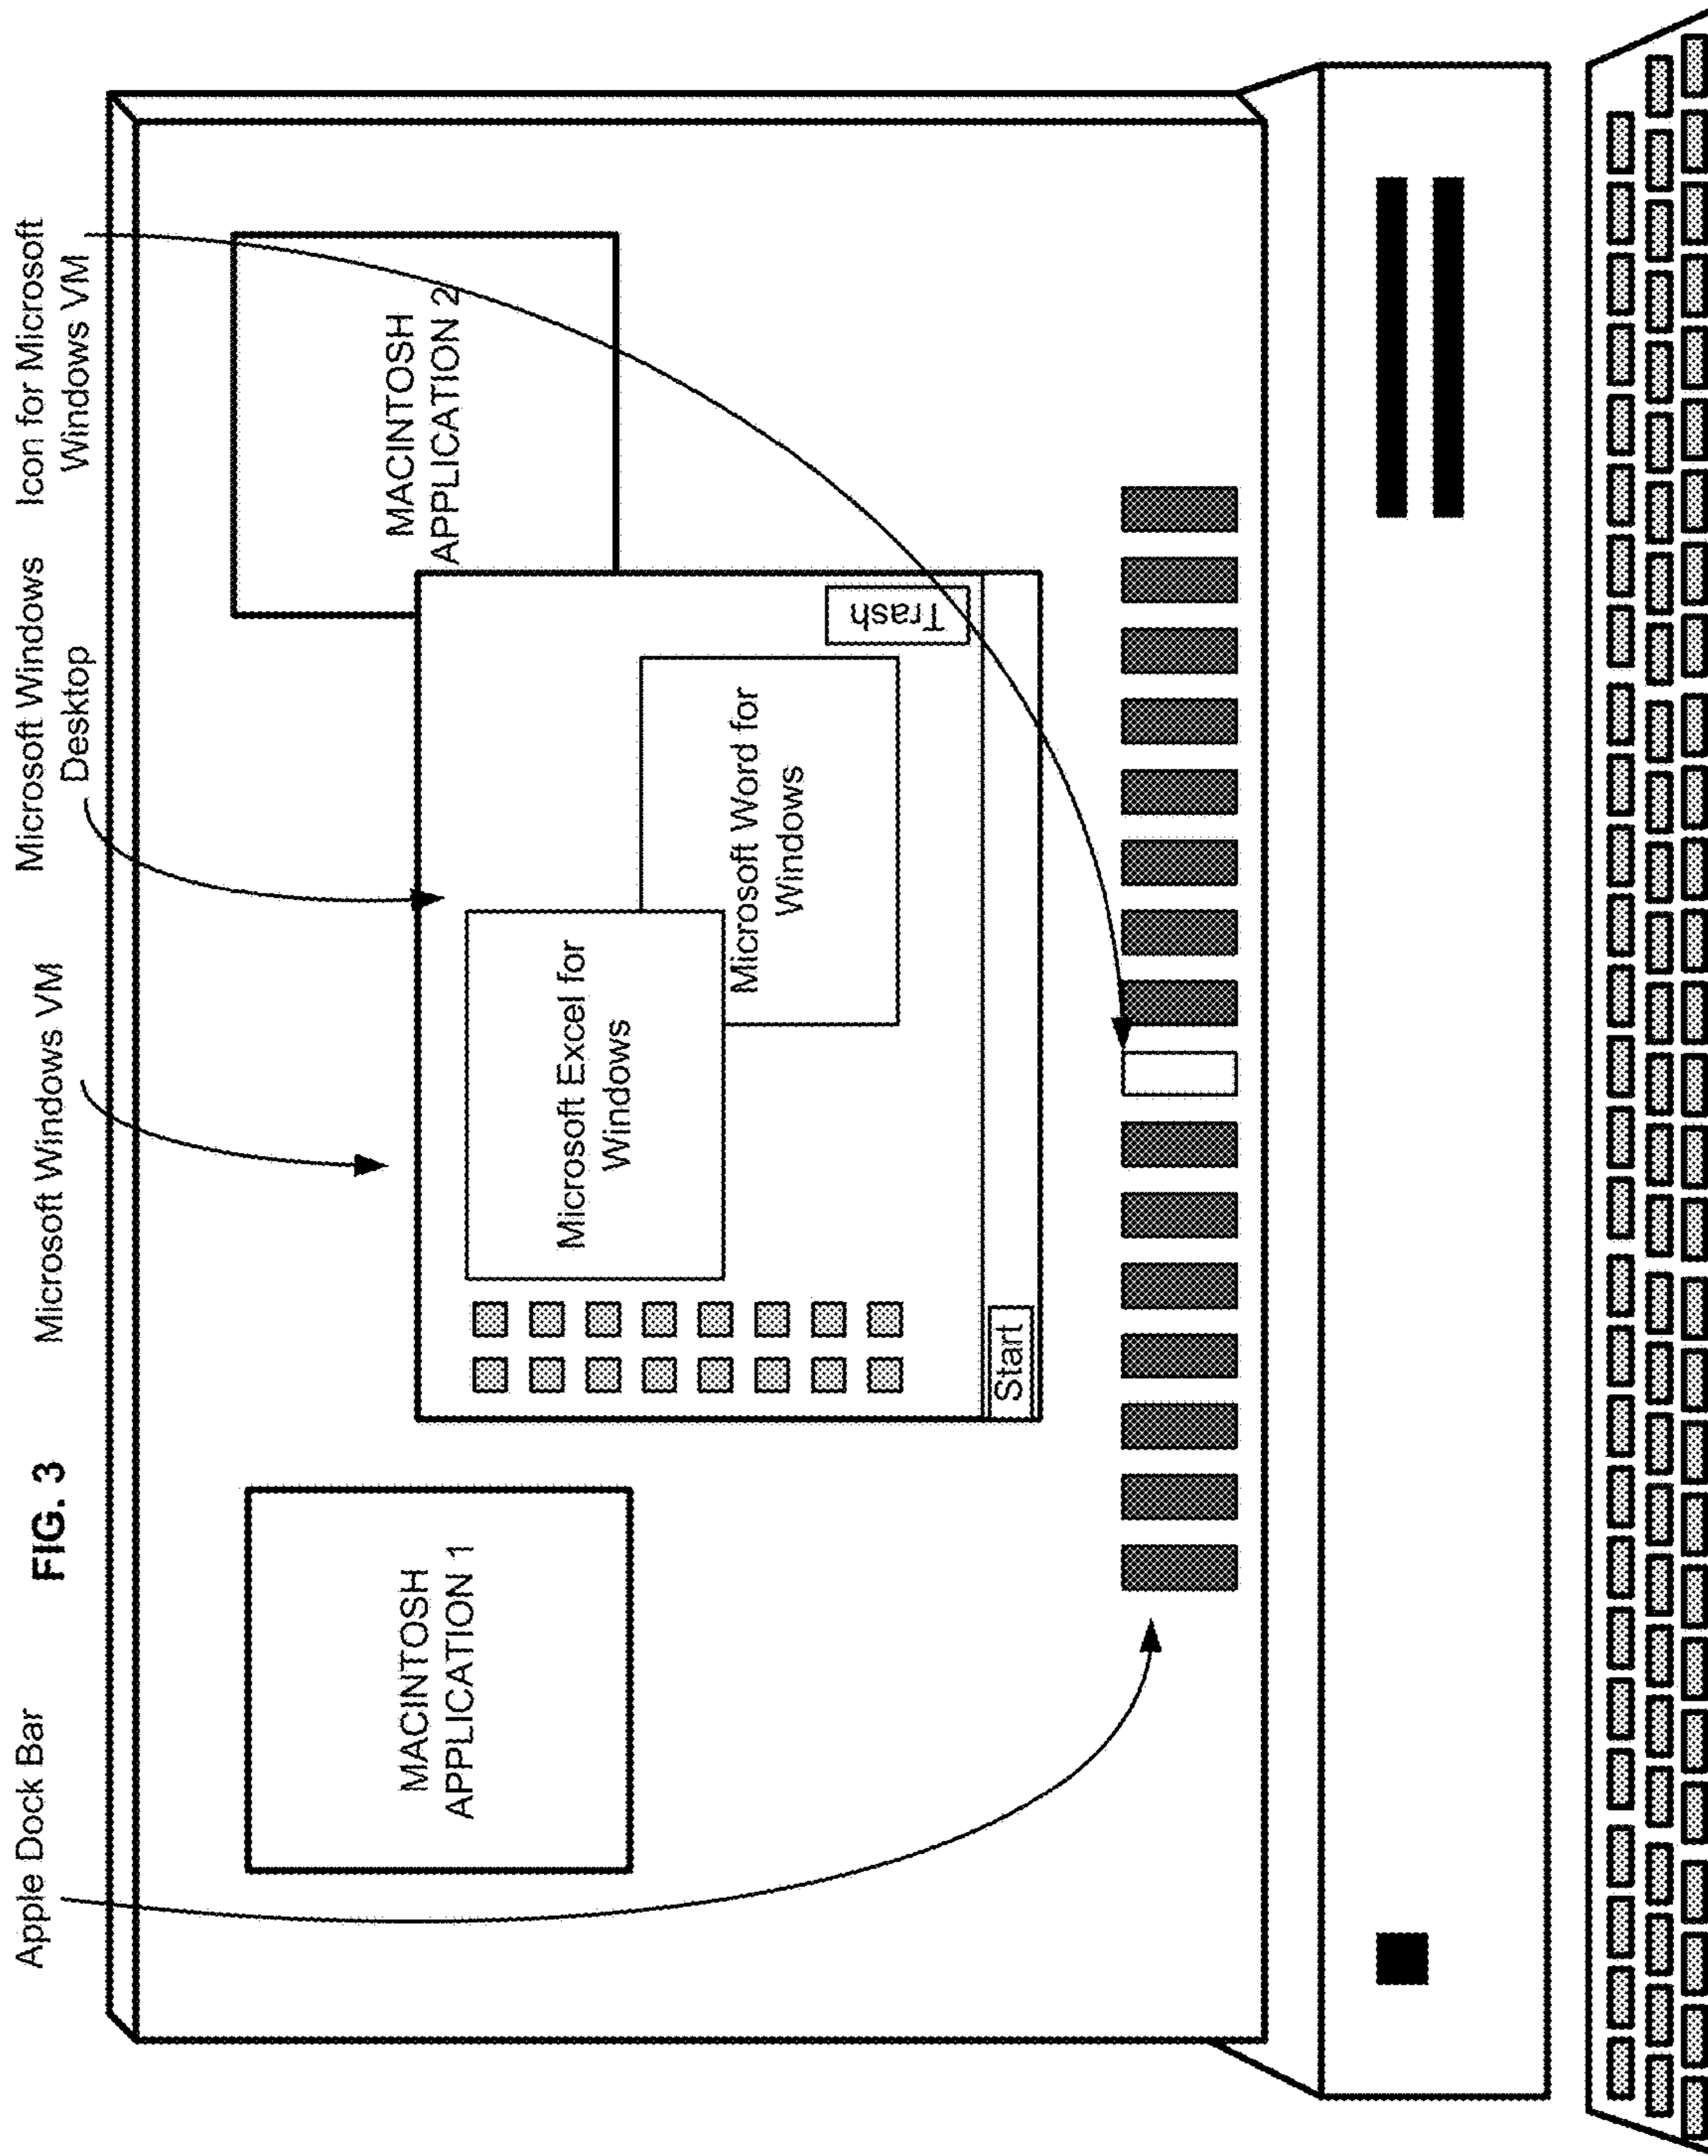 FIG. 3
Apple Dock Bar
Microsoft Windows VM
Microsoft Windows
Desktop
Icon for Microsoft
Windows VM
MACINTOSH
APPLICATION 1
MACINTOSH
APPLICATION 2
Microsoft Excel for
Windows
Microsoft Word for
Windows
Trash
Start